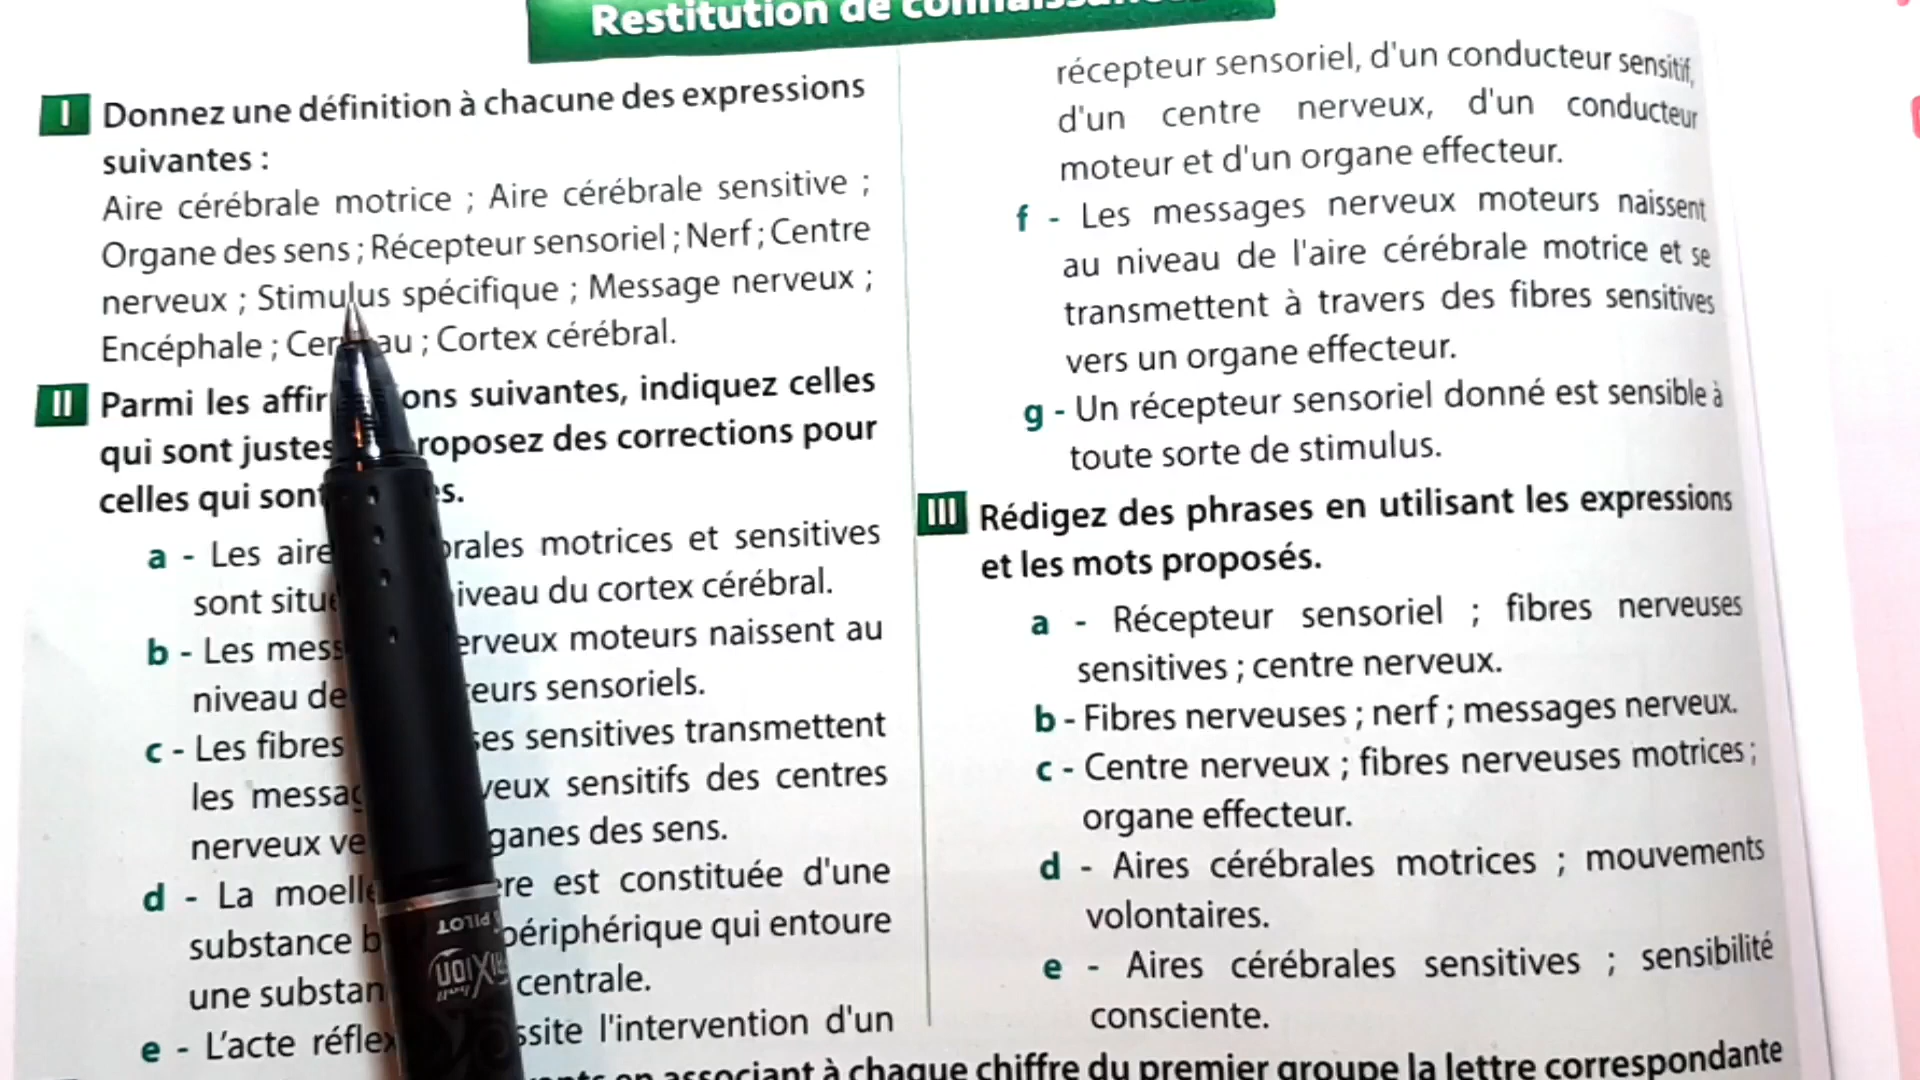 Restitution de
I Donnez une définition à chacune des expressions
suivantes :
Aire cérébrale motrice ; Aire cérébrale sensitive ;
Organe des sens ; Récepteur sensoriel ; Nerf ; Centre
nerveux ; Stimulus spécifique ; Message nerveux ;
Encéphale ; Cer au ; Cortex cérébral.
II Parmi les affir ons suivantes, indiquez celles
qui sont justes roposez des corrections pour
celles qui sont s.
a - Les aire rales motrices et sensitives
sont situé iveau du cortex cérébral.
b - Les mess erveux moteurs naissent au
niveau de teurs sensoriels.
c - Les fibres ses sensitives transmettent
les messag veux sensitifs des centres
nerveux ve ganes des sens.
d - La moelle re est constituée d'une
substance b périphérique qui entoure
une substan centrale.
e - L'acte réflex ssite l'intervention d'un
récepteur sensoriel, d'un conducteur sensitif,
d'un centre nerveux, d'un conducteur
moteur et d'un organe effecteur.
f - Les messages nerveux moteurs naissent
au niveau de l'aire cérébrale motrice et se
transmettent à travers des fibres sensitives
vers un organe effecteur.
g - Un récepteur sensoriel donné est sensible à
toute sorte de stimulus.
III Rédigez des phrases en utilisant les expressions
et les mots proposés.
a - Récepteur sensoriel ; fibres nerveuses
sensitives ; centre nerveux.
b - Fibres nerveuses ; nerf ; messages nerveux.
c - Centre nerveux ; fibres nerveuses motrices ;
organe effecteur.
d - Aires cérébrales motrices ; mouvements
volontaires.
e - Aires cérébrales sensitives ; sensibilité
consciente.
en associant à chaque chiffre du premier groupe la lettre correspondante
PILOT